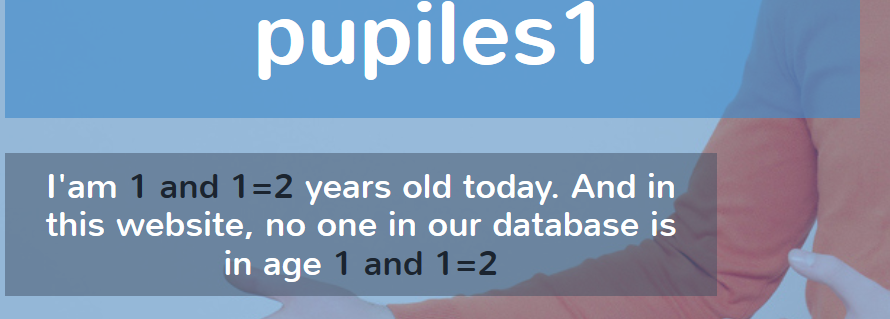 pupiles1
I'am 1 and 1=2 years old today. And in
this website, no one in our database is
in age 1 and 1=2